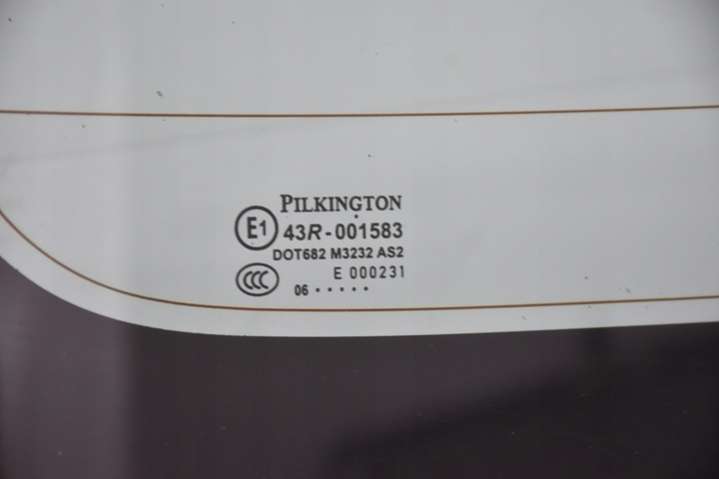 PILKINGTON
E1 43R-001583
DOT682 M3232 AS2
CCC E 000231
06 •••••